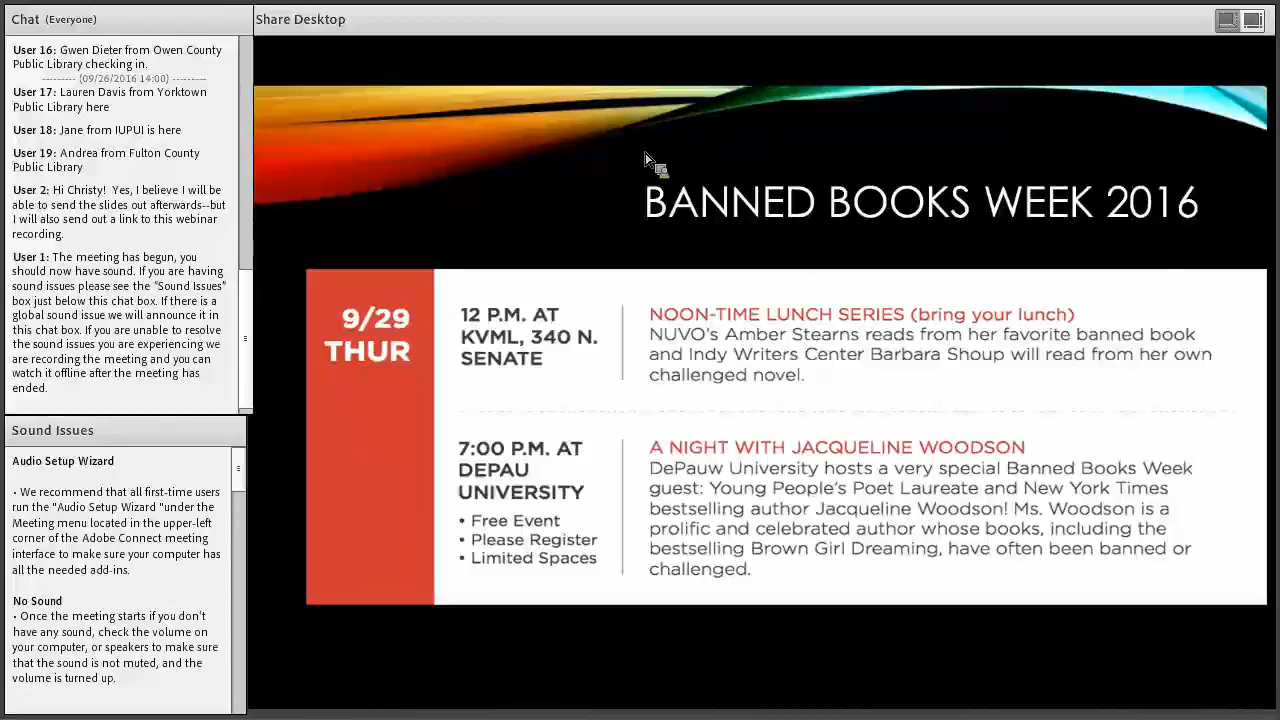 Chat (Everyone)
User 16: Gwen Dieter from Owen County
Public Library checking in.
--------- (09/26/2016 14:00) ---------
User 17: Lauren Davis from Yorktown
Public Library here
User 18: Jane from IUPUI is here
User 19: Andrea from Fulton County
Public Library
User 2: Hi Christy!  Yes, I believe I will be
able to send the slides out afterwards--but
I will also send out a link to this webinar
recording.
User 1: The meeting has begun, you
should now have sound. If you are having
sound issues please see the "Sound Issues"
box just below this chat box. If there is a
global sound issue we will announce it in
this chat box. If you are unable to resolve
the sound issues you are experiencing we
are recording the meeting and you can
watch it offline after the meeting has
ended.
Sound Issues
Audio Setup Wizard
• We recommend that all first-time users
run the "Audio Setup Wizard "under the
Meeting menu located in the upper-left
corner of the Adobe Connect meeting
interface to make sure your computer has
all the needed add-ins.
No Sound
• Once the meeting starts if you don't
have any sound, check the volume on
your computer, or speakers to make sure
that the sound is not muted, and the
volume is turned up.
Share Desktop
BANNED BOOKS WEEK 2016
9/29
THUR
12 P.M. AT
KVML, 340 N.
SENATE
NOON-TIME LUNCH SERIES (bring your lunch)
NUVO's Amber Stearns reads from her favorite banned book
and Indy Writers Center Barbara Shoup will read from her own
challenged novel.
7:00 P.M. AT
DEPAU
UNIVERSITY
• Free Event
• Please Register
• Limited Spaces
A NIGHT WITH JACQUELINE WOODSON
DePauw University hosts a very special Banned Books Week
guest: Young People's Poet Laureate and New York Times
bestselling author Jacqueline Woodson! Ms. Woodson is a
prolific and celebrated author whose books, including the
bestselling Brown Girl Dreaming, have often been banned or
challenged.